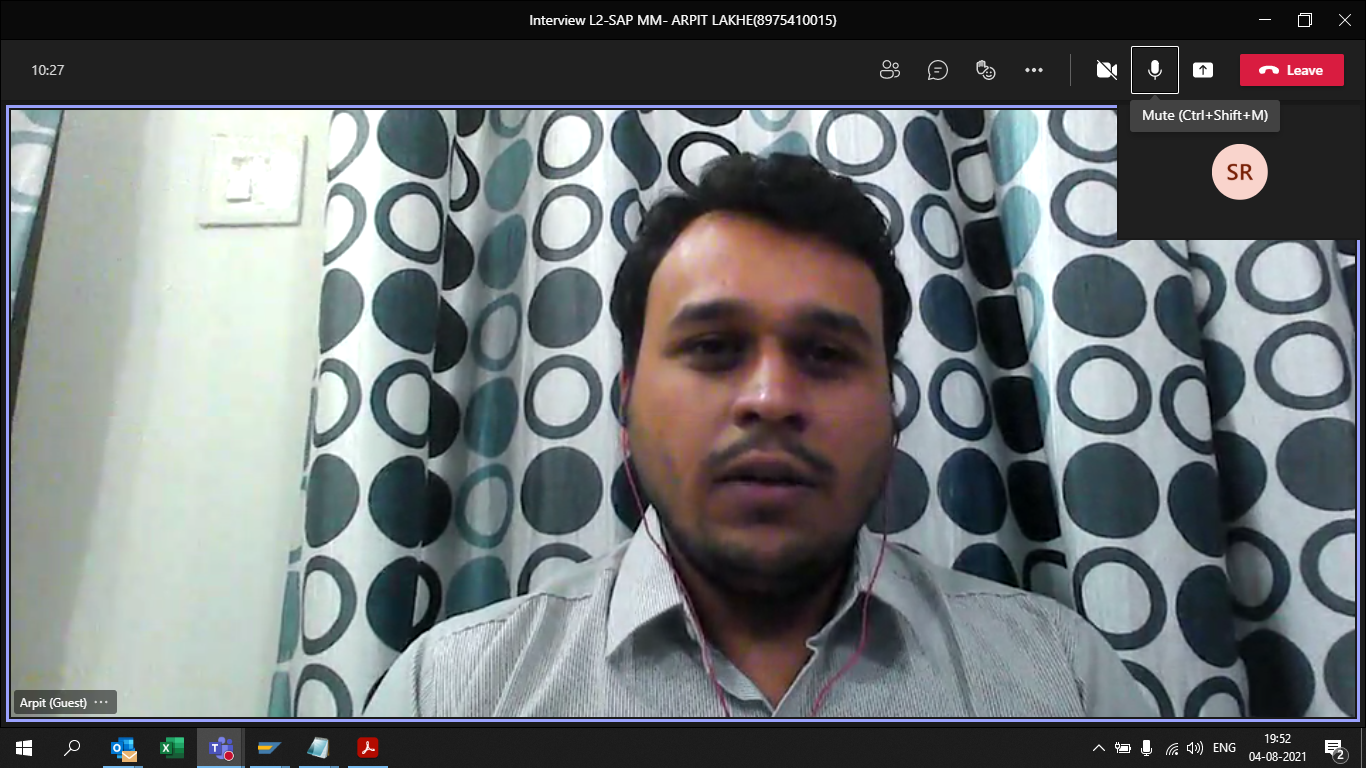 Interview L2-SAP MM- ARPIT LAKHE(8975410015)
10:27
Leave
Mute (Ctrl+Shift+M)
SR
Arpit (Guest) ···
ENG
19:52
04-08-2021
2